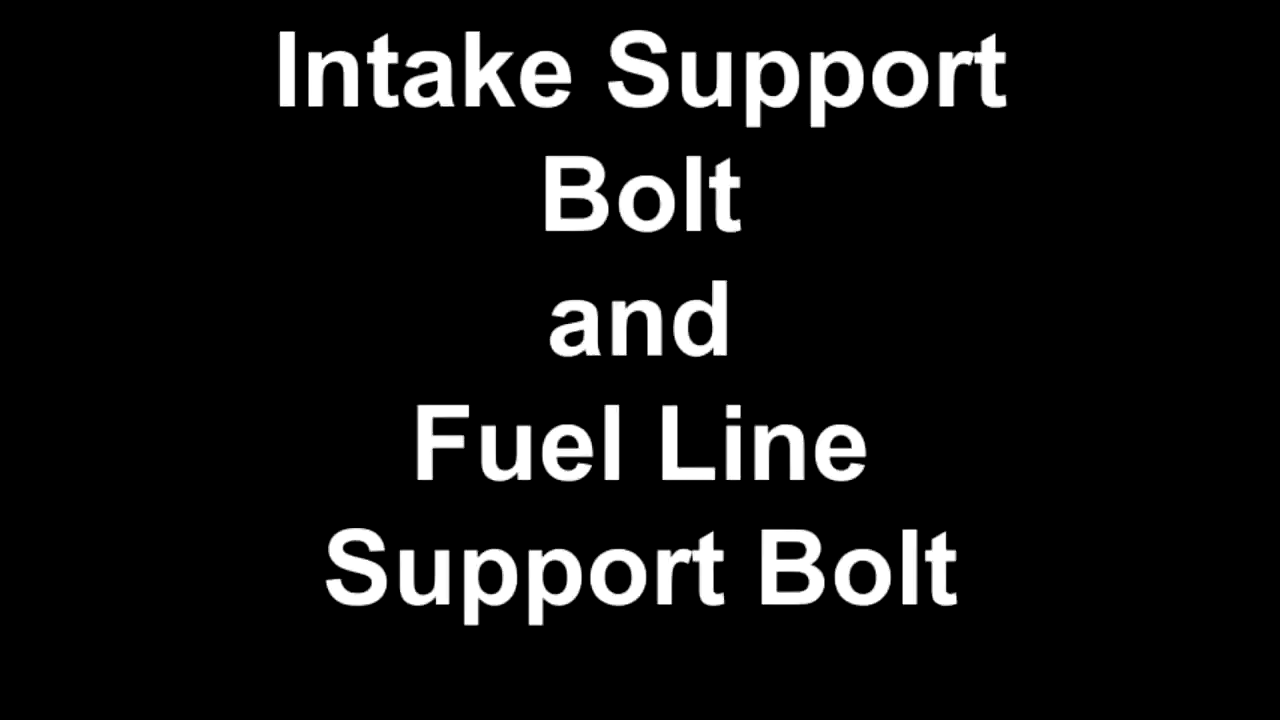 Intake Support
Bolt
and
Fuel Line
Support Bolt